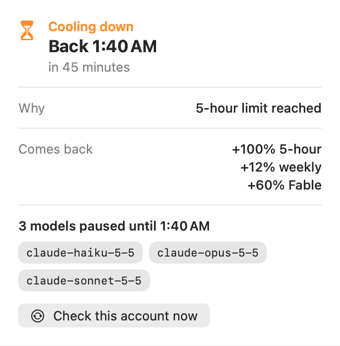 Cooling down
Back 1:40 AM
in 45 minutes
Why 5-hour limit reached
Comes back +100% 5-hour
+12% weekly
+60% Fable
3 models paused until 1:40 AM
claude-haiku-5-5 claude-opus-5-5
claude-sonnet-5-5
Check this account now